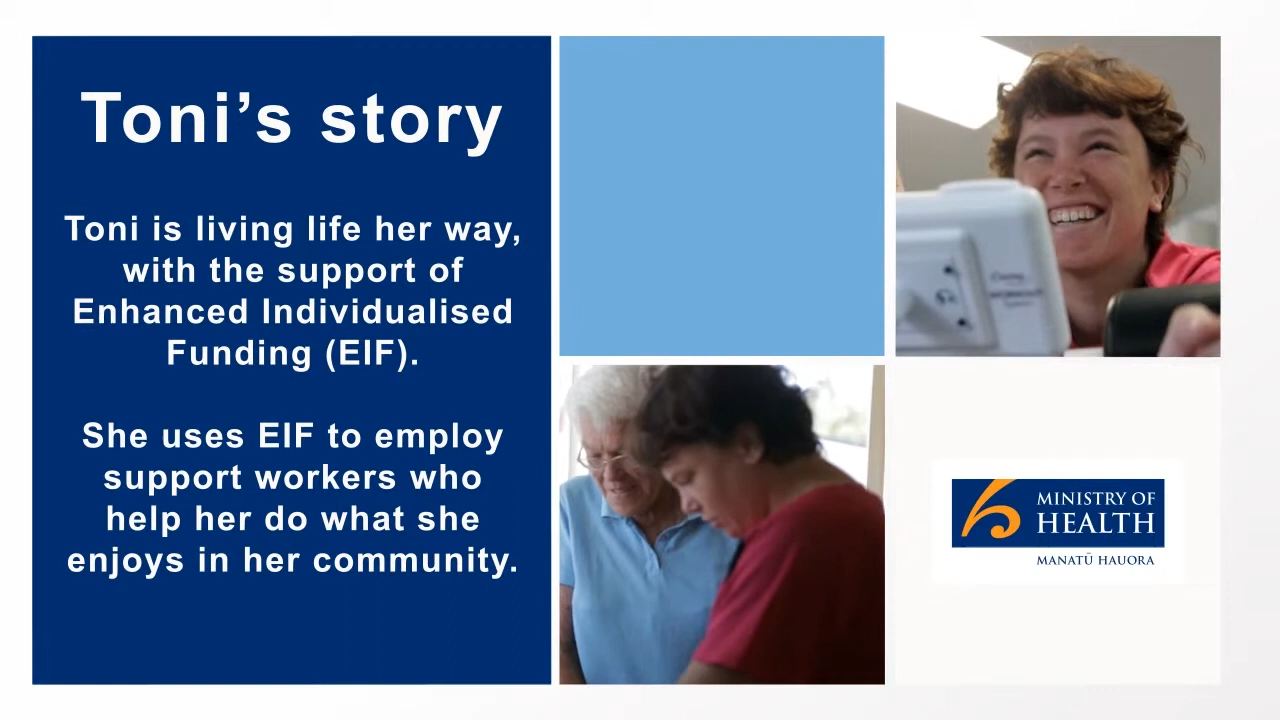 Toni’s story
Toni is living life her way,
with the support of
Enhanced Individualised
Funding (EIF).
She uses EIF to employ
support workers who
help her do what she
enjoys in her community.
MINISTRY OF
HEALTH
MANATŪ HAUORA